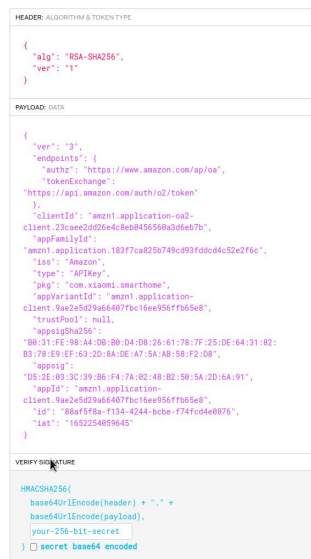 HEADER: ALGORITHM & TOKEN TYPE
{
"alg": "RSA-SHA256",
"ver": "1"
}
PAYLOAD: DATA
{
"ver": "3",
"endpoints": {
"authz": "https://www.amazon.com/ap/oa",
"tokenExchange":
"https://api.amazon.com/auth/o2/token"
},
"clientId": "amzn1.application-oa2-
client.23caee2dd26e4c8eb0456560a3d6eb7b",
"appFamilyId":
"amzn1.application.183f7ca825b749cd93fddcd4c52e2f6c",
"iss": "Amazon",
"type": "APIKey",
"pkg": "com.xiaomi.smarthome",
"appVariantId": "amzn1.application-
client.9ae2e5d29a66407fbc16ee956ffb65e8",
"trustPool": null,
"appsigSha256":
"B0:31:FE:98:A4:DB:B0:D4:D8:26:61:78:7F:25:DE:64:31:82:
B3:78:E9:EF:63:2D:8A:DE:A7:5A:AB:58:F2:D8",
"appsig":
"D5:2E:03:3C:39:B6:F4:7A:02:48:B2:50:5A:2D:6A:91",
"appId": "amzn1.application-
client.9ae2e5d29a66407fbc16ee956ffb65e8",
"id": "88af5f8a-f134-4244-bcbe-f74fcd4e0876",
"iat": "1652254059645"
}
VERIFY SIGNATURE
HMACSHA256(
base64UrlEncode(header) + "." +
base64UrlEncode(payload),
your-256-bit-secret
) secret base64 encoded